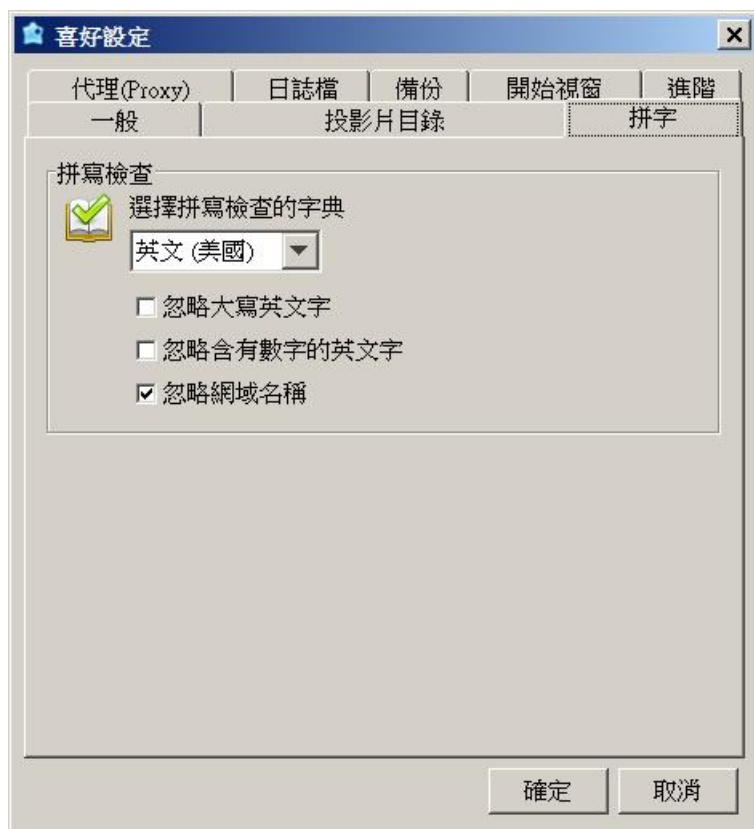 喜好設定
代理(Proxy) 日誌檔 備份 開始視窗 進階
一般 投影片目錄 拼字
拼寫檢查
選擇拼寫檢查的字典
英文 (美國)
忽略大寫英文字
忽略含有數字的英文字
忽略網域名稱
確定 取消